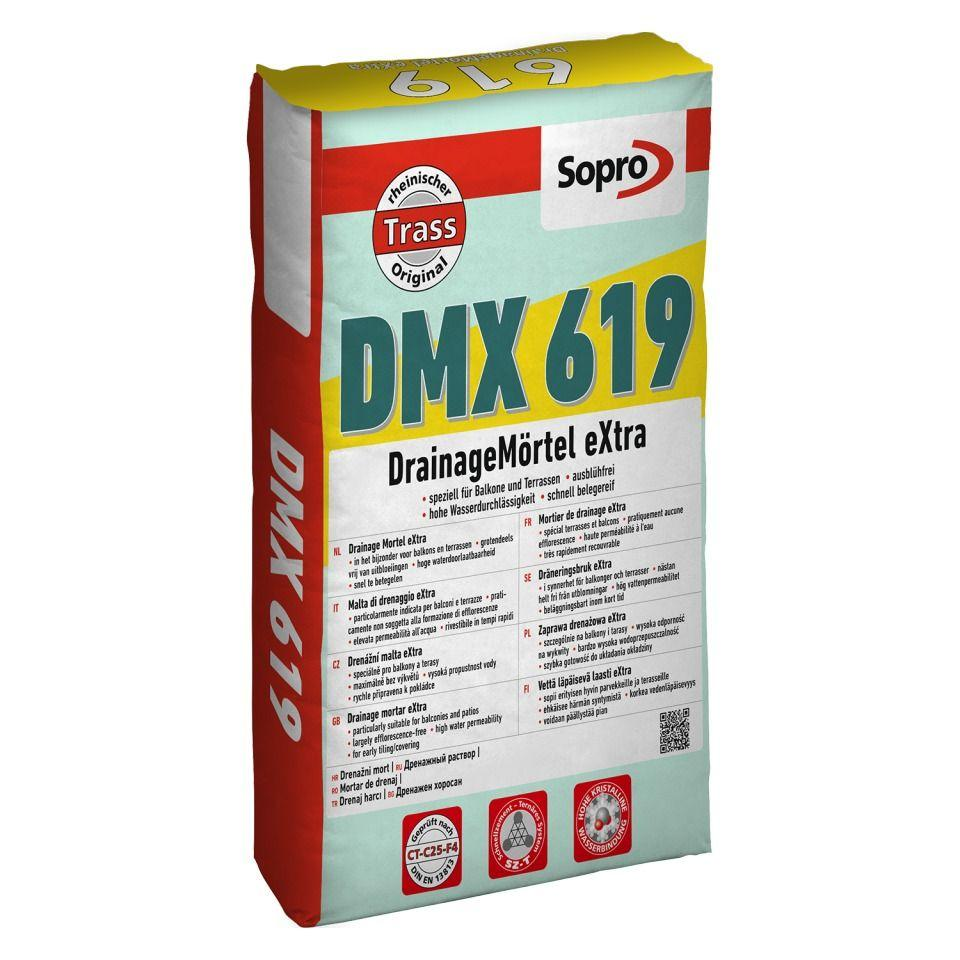 619
DrainageMörtel eXtra
Sopro
rheinischer
Trass
Original
DMX 619
DrainageMörtel eXtra
• speziell für Balkone und Terrassen • ausblühfrei
• hohe Wasserdurchlässigkeit • schnell belegereif
NL Drainage Mortel eXtra
• in het bijzonder voor balkons en terrassen • grotendeels
vrij van uitbloeiingen • hoge waterdoorlaatbaarheid
• snel te betegelen
IT Malta di drenaggio eXtra
• particolarmente indicata per balconi e terrazze • prati-
camente non soggetta alla formazione di efflorescenze
• elevata permeabilità all'acqua • rivestibile in tempi rapidi
CZ Drenážní malta eXtra
• speciálně pro balkony a terasy
• maximálně bez výkvětů • vysoká propustnost vody
• rychle připravena k pokládce
GB Drainage mortar eXtra
• particularly suitable for balconies and patios
• largely efflorescence-free • high water permeability
• for early tiling/covering
FR Mortier de drainage eXtra
• spécial terrasses et balcons • pratiquement aucune
efflorescence • haute perméabilité à l'eau
• très rapidement recouvrable
SE Dräneringsbruk eXtra
• i synnerhet för balkonger och terrasser • nästan
helt fri från utblomningar • hög vattenpermeabilitet
• beläggningsbart inom kort tid
PL Zaprawa drenażowa eXtra
• szczególnie na balkony i tarasy • wysoka odporność
na wykwity • bardzo wysoka wodoprzepuszczalność
• szybka gotowość do układania okładziny
FI Vettä läpäisevä laasti eXtra
• sopii erityisen hyvin parvekkeille ja terasseille
• ehkäisee härmän syntymistä • korkea vedenläpäisevyys
• voidaan päällystää pian
HR Drenažni mort | RU Дренажный раствор |
RO Mortar de drenaj |
TR Drenaj harcı | BG Дренажен хоросан
Geprüft nach
CT-C25-F4
DIN EN 13813
Schnellzement – Ternäres System
SZ-T
HOHE KRISTALLINE
WASSERBINDUNG
DMX 619